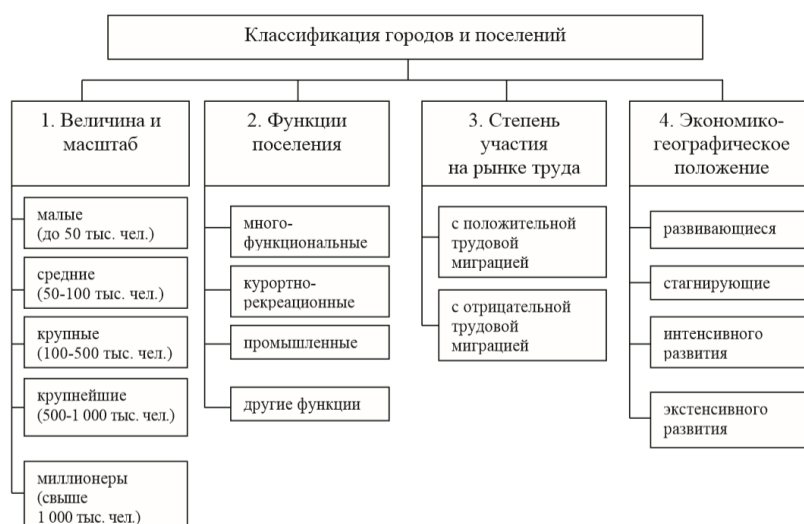 Классификация городов и поселений
1. Величина и
масштаб
малые
(до 50 тыс. чел.)
средние
(50-100 тыс. чел.)
крупные
(100-500 тыс. чел.)
крупнейшие
(500-1 000 тыс. чел.)
миллионеры
(свыше
1 000 тыс. чел.)
2. Функции
поселения
много-
функциональные
курортно-
рекреационные
промышленные
другие функции
3. Степень
участия
на рынке труда
с положительной
трудовой
миграцией
с отрицательной
трудовой
миграцией
4. Экономико-
географическое
положение
развивающиеся
стагнирующие
интенсивного
развития
экстенсивного
развития